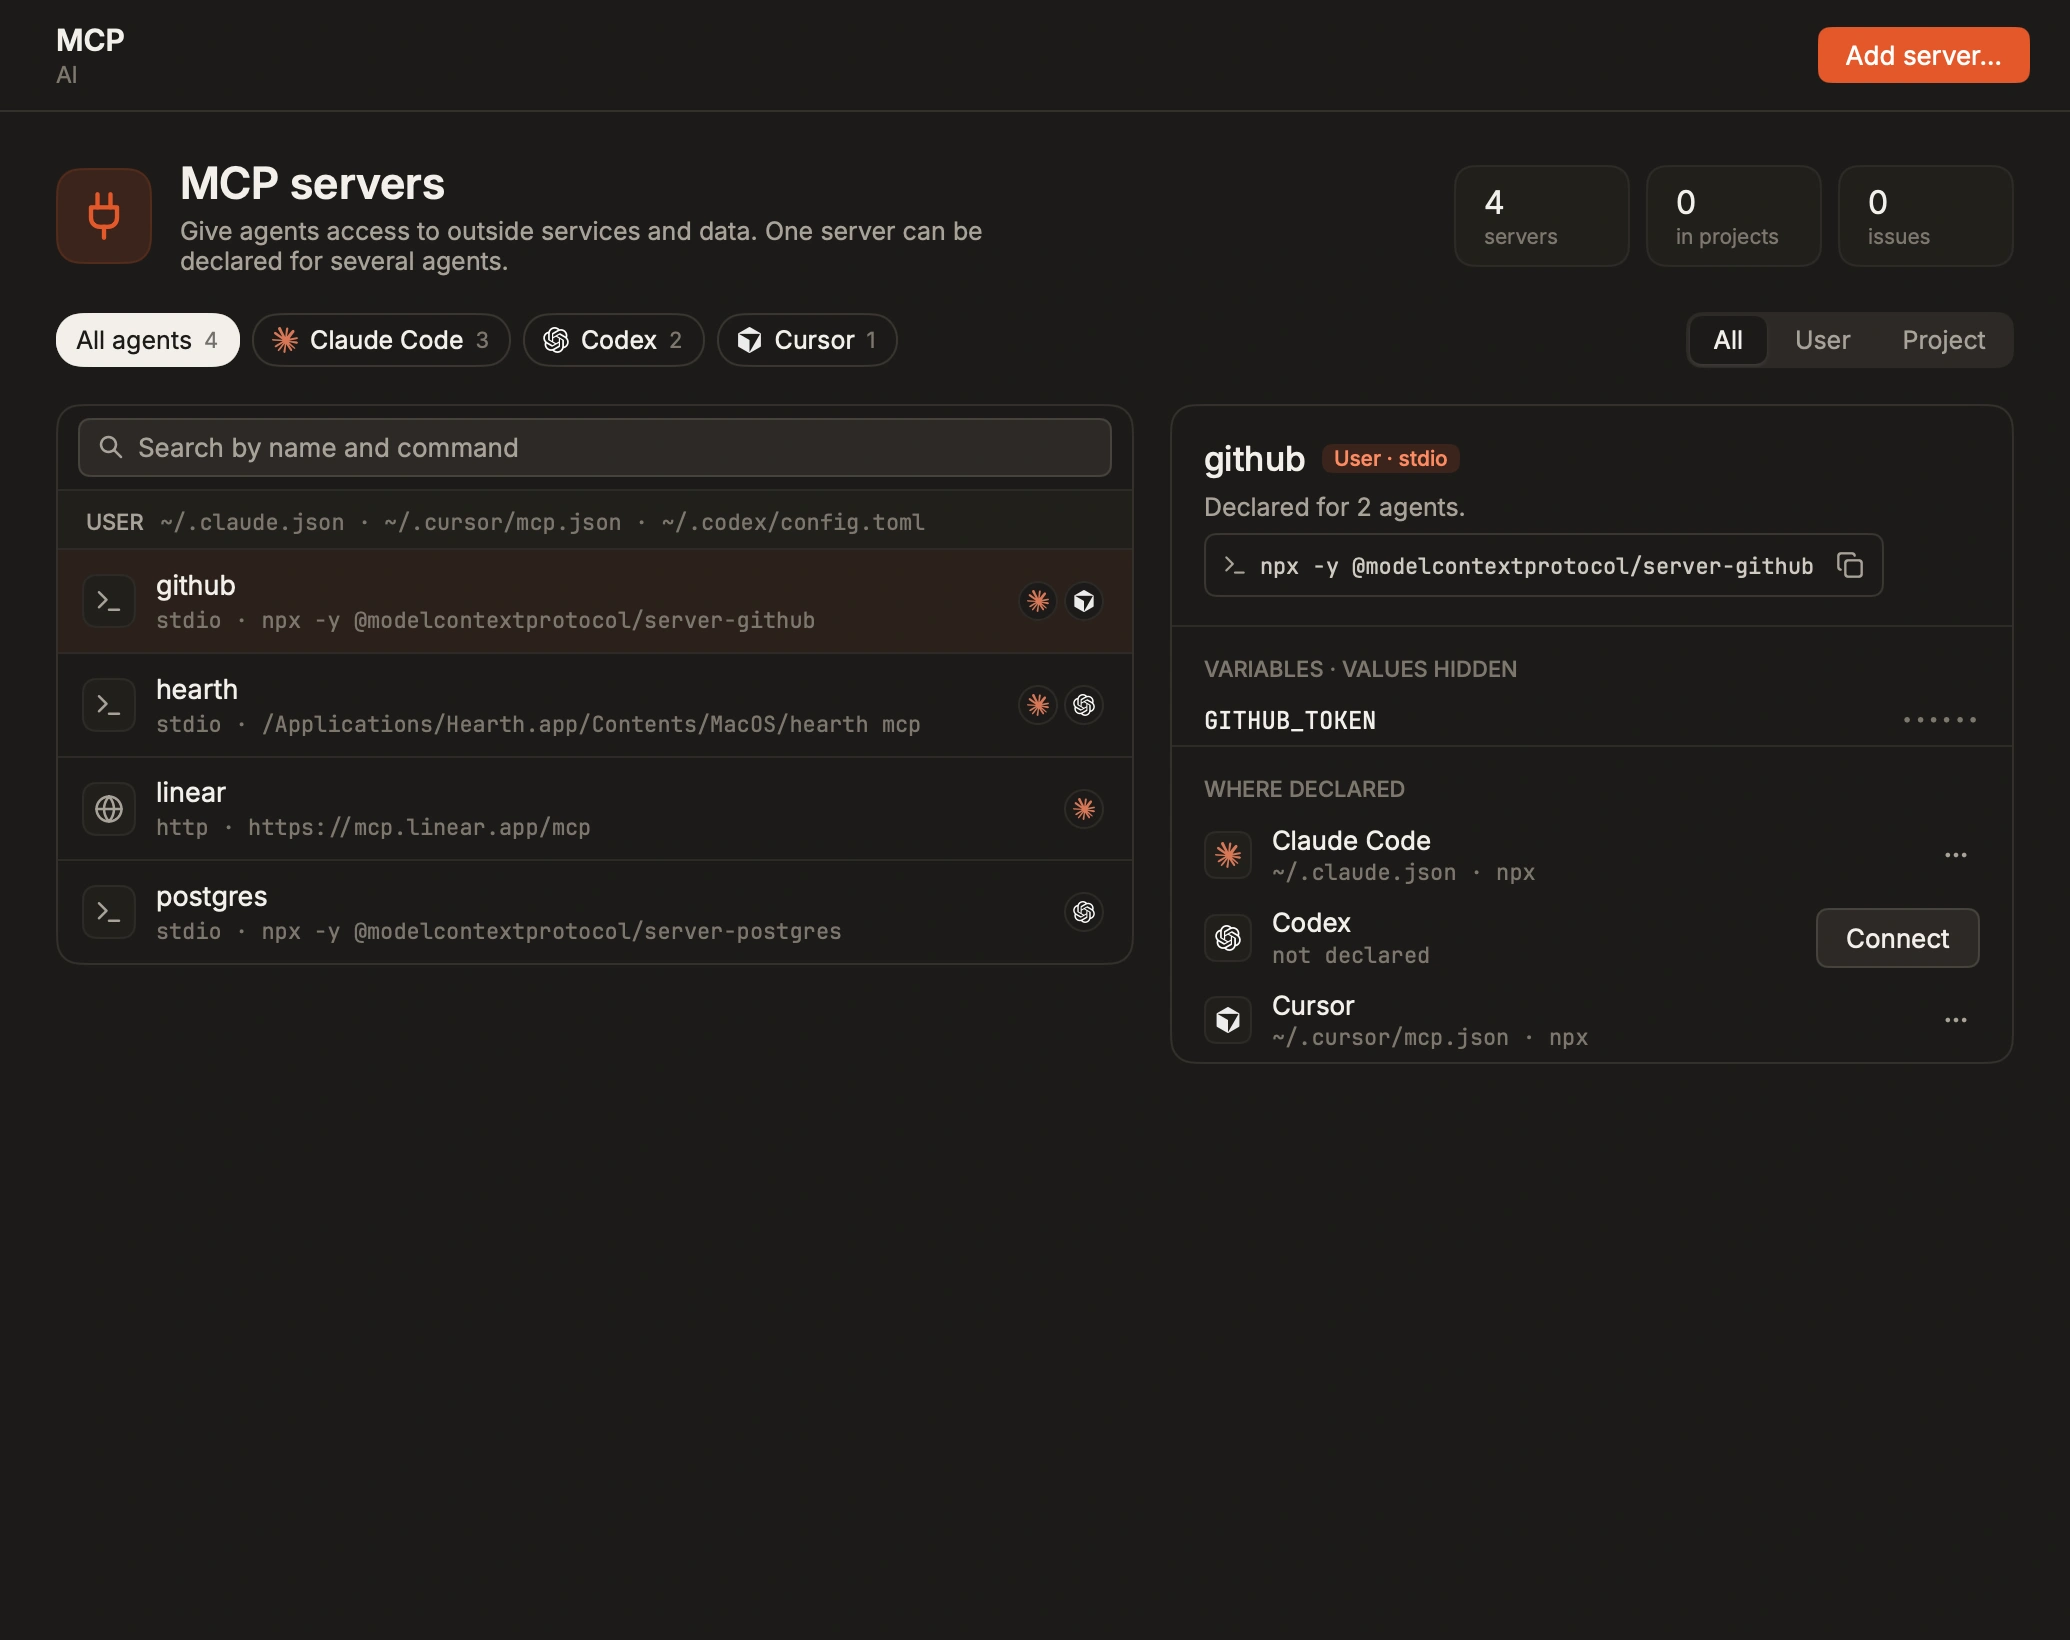 MCP
AI
Add server...
MCP servers
Give agents access to outside services and data. One server can be
declared for several agents.
4
servers
0
in projects
0
issues
All agents 4
Claude Code 3
Codex 2
Cursor 1
All
User
Project
Search by name and command
USER ~/.claude.json · ~/.cursor/mcp.json · ~/.codex/config.toml
github
stdio · npx -y @modelcontextprotocol/server-github
hearth
stdio · /Applications/Hearth.app/Contents/MacOS/hearth mcp
linear
http · https://mcp.linear.app/mcp
postgres
stdio · npx -y @modelcontextprotocol/server-postgres
github User · stdio
Declared for 2 agents.
npx -y @modelcontextprotocol/server-github
VARIABLES · VALUES HIDDEN
GITHUB_TOKEN ······
WHERE DECLARED
Claude Code
~/.claude.json · npx
Codex
not declared
Connect
Cursor
~/.cursor/mcp.json · npx